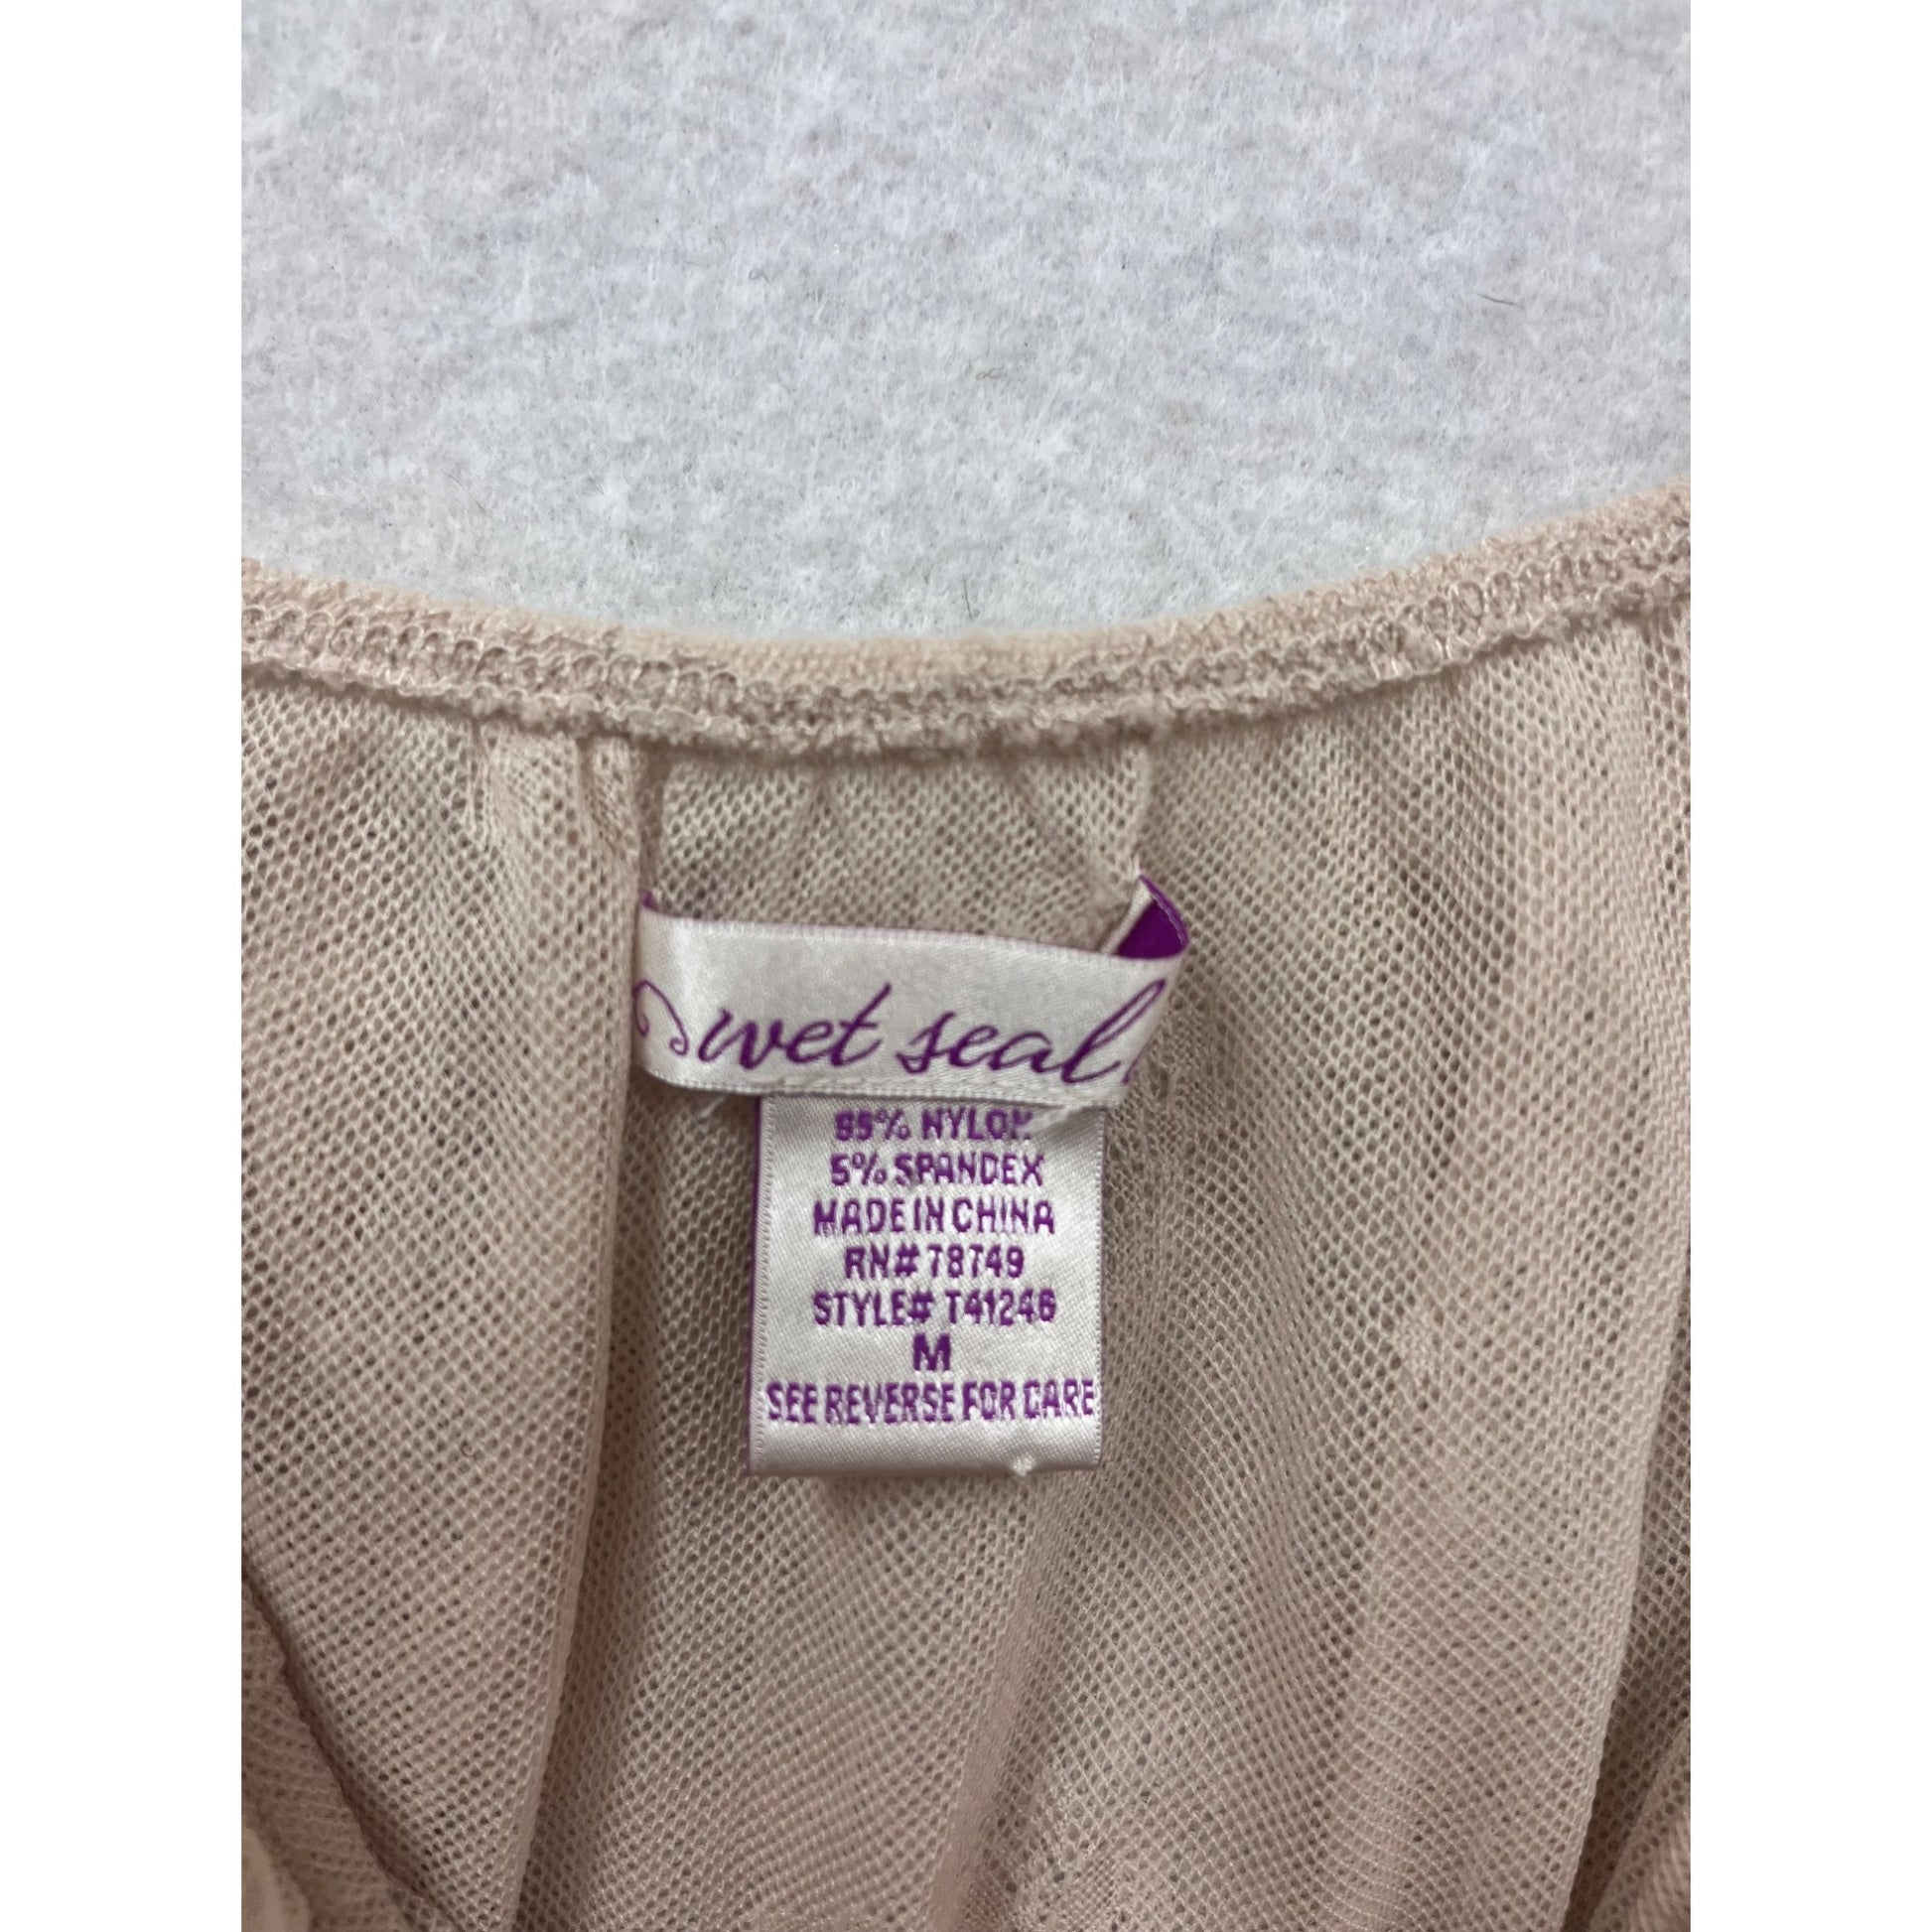 wet seal
95% NYLON
5% SPANDEX
MADE IN CHINA
RN# 78749
STYLE# T41246
M
SEE REVERSE FOR CARE